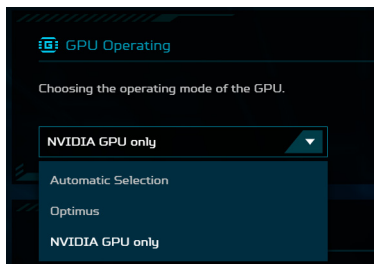 GPU Operating
Choosing the operating mode of the GPU.
NVIDIA GPU only
Automatic Selection
Optimus
NVIDIA GPU only